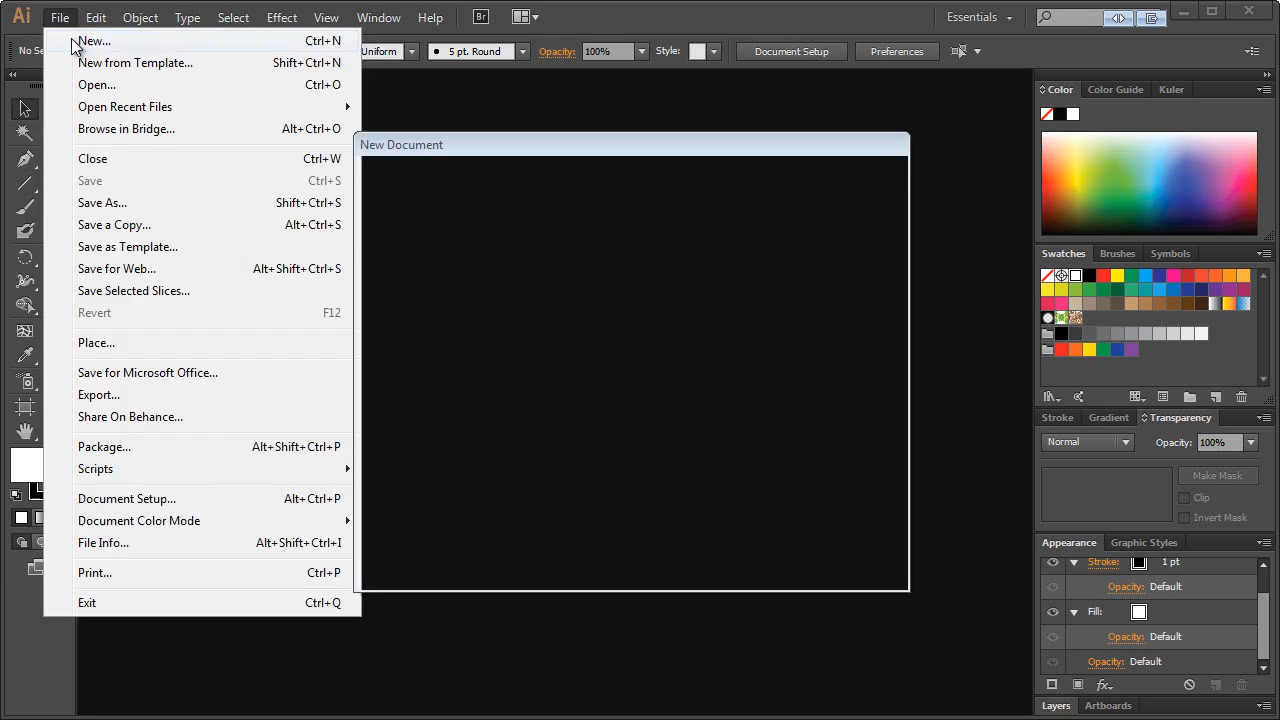 Ai File Edit Object Type Select Effect View Window Help Br Essentials
No Se Uniform 5 pt. Round Opacity: 100% Style: Document Setup Preferences
New... Ctrl+N
New from Template... Shift+Ctrl+N
Open... Ctrl+O
Open Recent Files
Browse in Bridge... Alt+Ctrl+O
Close Ctrl+W
Save Ctrl+S
Save As... Shift+Ctrl+S
Save a Copy... Alt+Ctrl+S
Save as Template...
Save for Web... Alt+Shift+Ctrl+S
Save Selected Slices...
Revert F12
Place...
Save for Microsoft Office...
Export...
Share On Behance...
Package... Alt+Shift+Ctrl+P
Scripts
Document Setup... Alt+Ctrl+P
Document Color Mode
File Info... Alt+Shift+Ctrl+I
Print... Ctrl+P
Exit Ctrl+Q
New Document
Color Color Guide Kuler
Swatches Brushes Symbols
Stroke Gradient Transparency
Normal Opacity: 100%
Make Mask
Clip
Invert Mask
Appearance Graphic Styles
Stroke: 1 pt
Opacity: Default
Fill:
Opacity: Default
Opacity: Default
fx
Layers Artboards